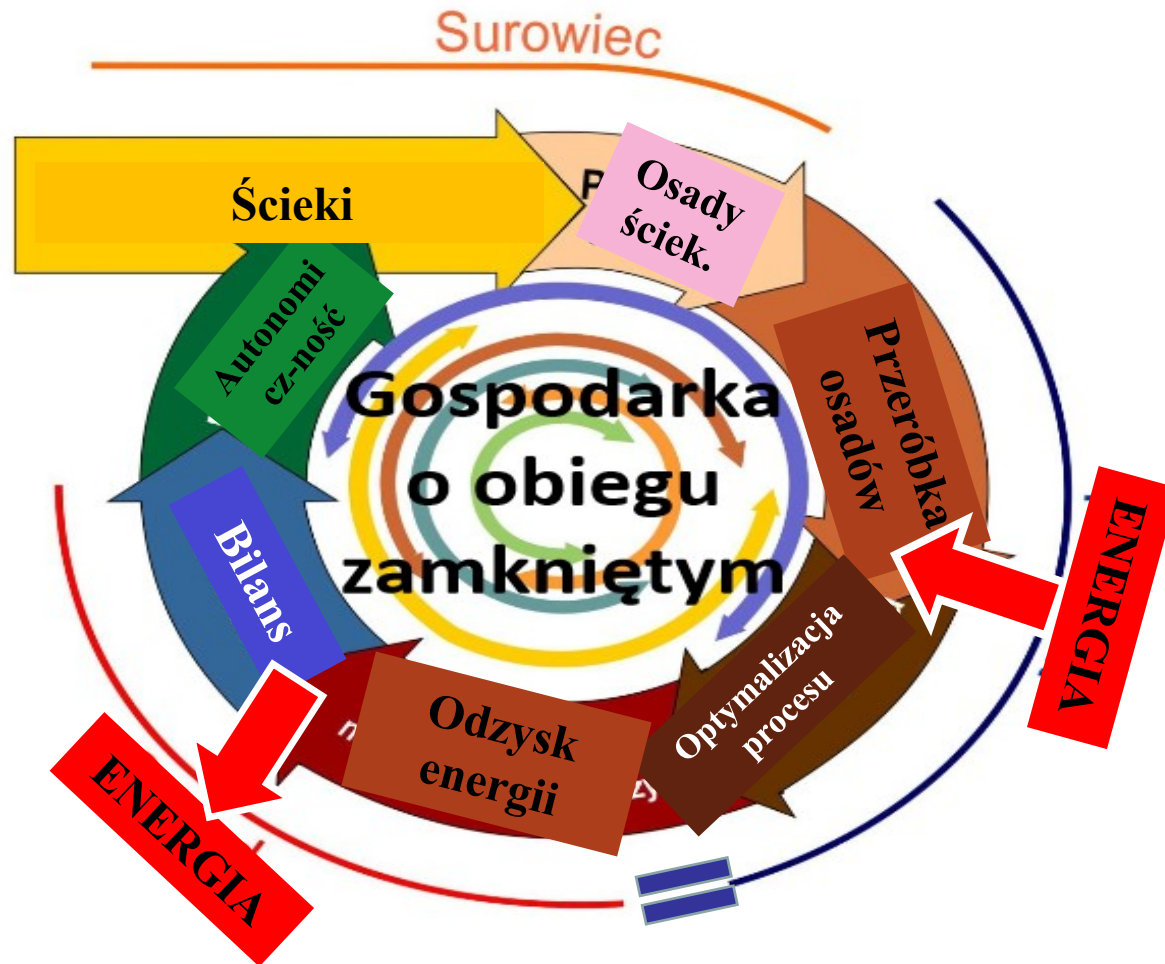 Surowiec
Ścieki
Osady
ściek.
Przeróbka
osadów
ENERGIA
Optymalizacja
procesu
Odzysk
energii
Bilans
ENERGIA
Autonomi
cz-ność
Gospodarka
o obiegu
zamkniętym